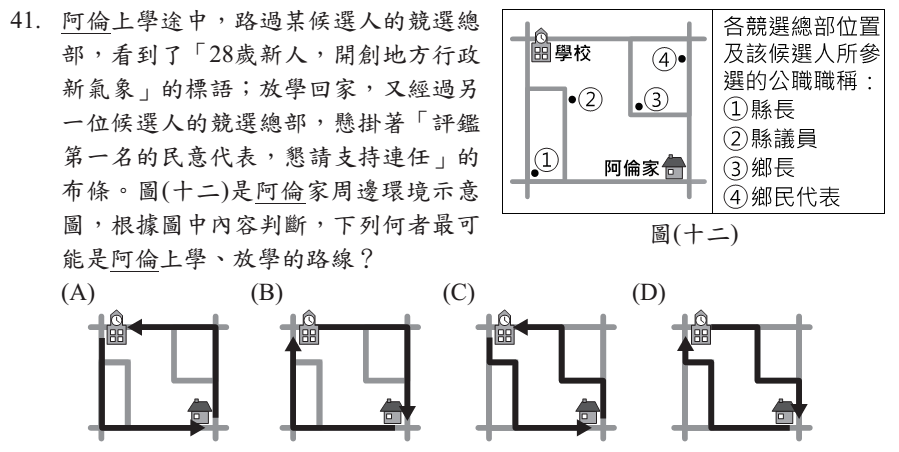 41. 阿倫上學途中，路過某候選人的競選總
部，看到了「28歲新人，開創地方行政
新氣象」的標語；放學回家，又經過另
一位候選人的競選總部，懸掛著「評鑑
第一名的民意代表，懇請支持連任」的
布條。圖(十二)是阿倫家周邊環境示意
圖，根據圖中內容判斷，下列何者最可
能是阿倫上學、放學的路線？
學校
④
②
③
①
阿倫家
各競選總部位置
及該候選人所參
選的公職職稱：
①縣長
②縣議員
③鄉長
④鄉民代表
圖(十二)
(A) (B) (C) (D)